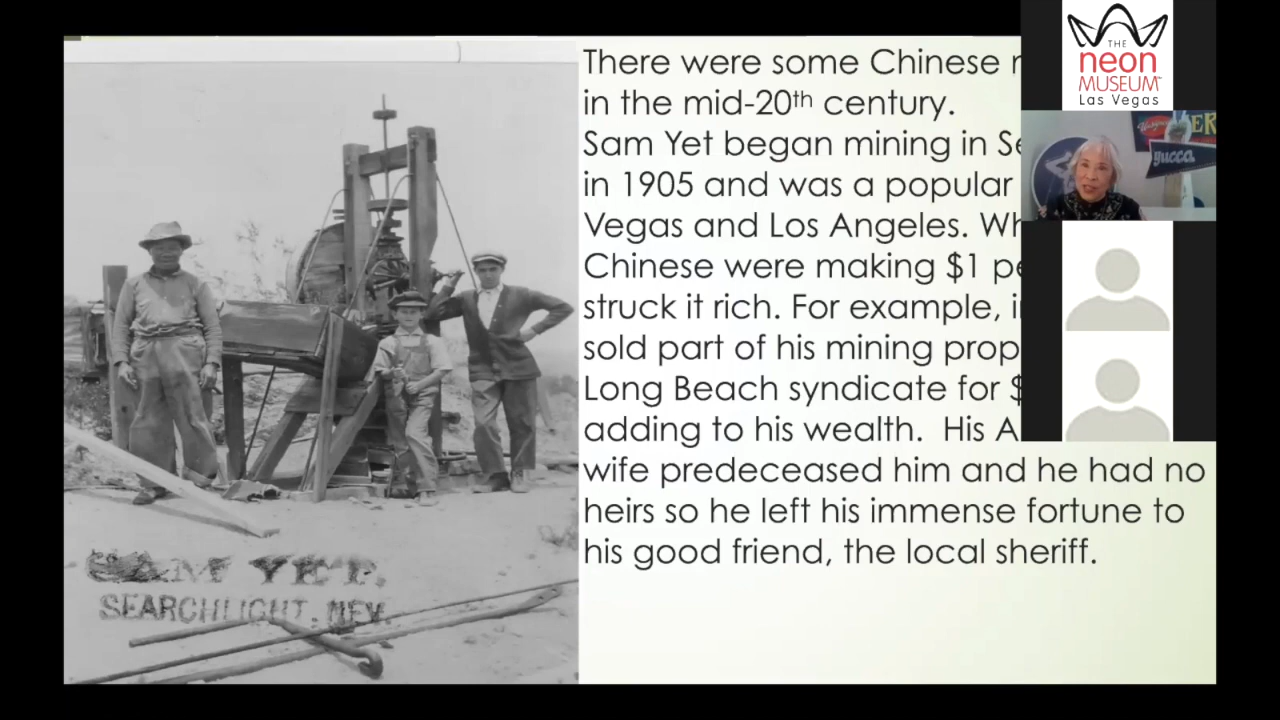 There were some Chinese
in the mid-20th century.
Sam Yet began mining in
in 1905 and was a popular
Vegas and Los Angeles.
Chinese were making $1
struck it rich. For example,
sold part of his mining
Long Beach syndicate for $
adding to his wealth. His
wife predeceased him and he had no
heirs so he left his immense fortune to
his good friend, the local sheriff.
SAM YET.
SEARCHLIGHT, NEV.
THE
neon
MUSEUM
Las Vegas
yucca